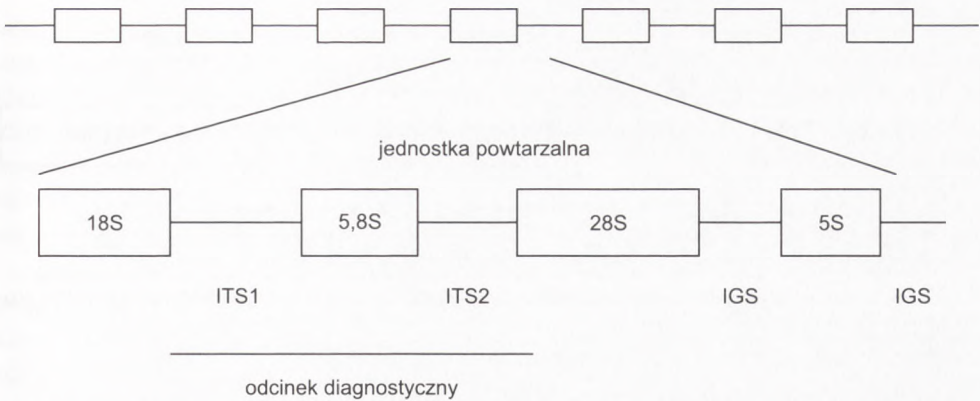 jednostka powtarzalna
18S 5,8S 28S 5S
ITS1 ITS2 IGS IGS
odcinek diagnostyczny